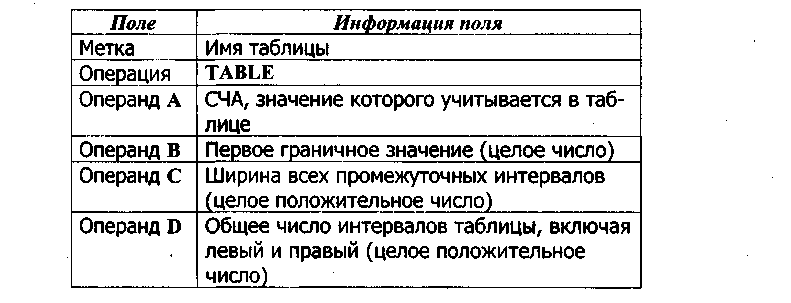 Поле Информация поля
Метка Имя таблицы
Операция TABLE
Операнд A СЧА, значение которого учитывается в таб-
лице
Операнд B Первое граничное значение (целое число)
Операнд C Ширина всех промежуточных интервалов
(целое положительное число)
Операнд D Общее число интервалов таблицы, включая
левый и правый (целое положительное
число)